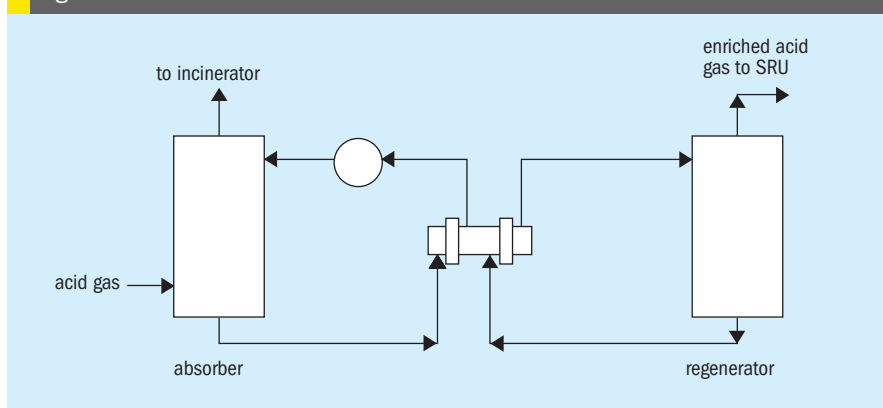 enriched acid
gas to SRU
to incinerator
acid gas
absorber
regenerator